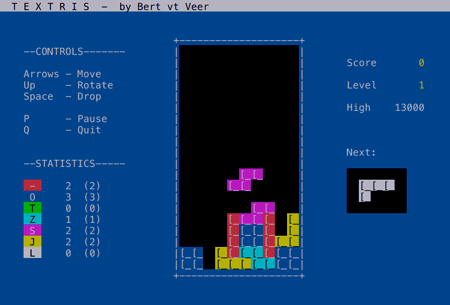 T E X T R I S  -  by Bert vt Veer
--CONTROLS-------
Arrows - Move
Up     - Rotate
Space  - Drop
P      - Pause
Q      - Quit
--STATISTICS-----
-    2  (2)
O    3  (3)
T    0  (0)
Z    1  (1)
S    2  (2)
J    2  (2)
L    0  (0)
Score       0
Level       1
High    13000
Next: